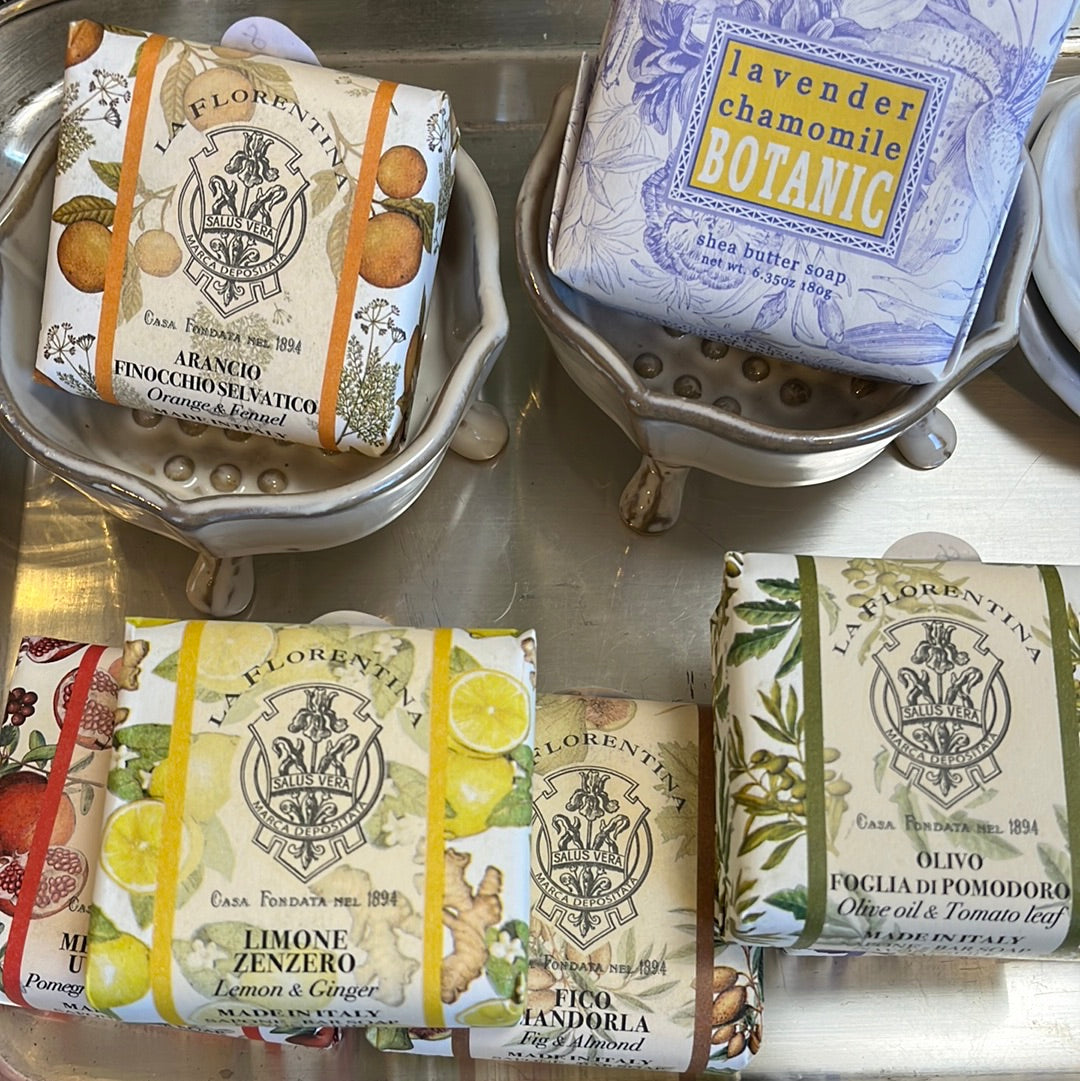 LA FLORENTINA
SALUS VERA
MARCA DEPOSITATA
CASA FONDATA NEL 1894
ARANCIO
FINOCCHIO SELVATICO
Orange & Fennel
MADE IN ITALY
lavender
chamomile
BOTANIC
shea butter soap
net wt. 6.35oz 180g
LA FLORENTINA
SALUS VERA
MARCA DEPOSITATA
CASA FONDATA NEL 1894
LIMONE
ZENZERO
Lemon & Ginger
MADE IN ITALY
FLORENTINA
SALUS VERA
MARCA DEPOSITATA
FONDATA NEL 1894
FICO
MANDORLA
Fig & Almond
MADE IN ITALY
LA FLORENTINA
SALUS VERA
MARCA DEPOSITATA
CASA FONDATA NEL 1894
OLIVO
FOGLIA DI POMODORO
Olive oil & Tomato leaf
MADE IN ITALY